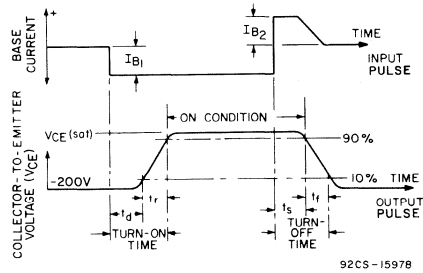 +
BASE
CURRENT
IB1
IB2
TIME
INPUT
PULSE
COLLECTOR-TO-EMITTER
VOLTAGE (VCE)
VCE (sat)
ON CONDITION
90%
-200V
10%
TIME
OUTPUT
PULSE
td
tr
ts
tf
TURN-ON
TIME
TURN-
OFF
TIME
92CS-15978